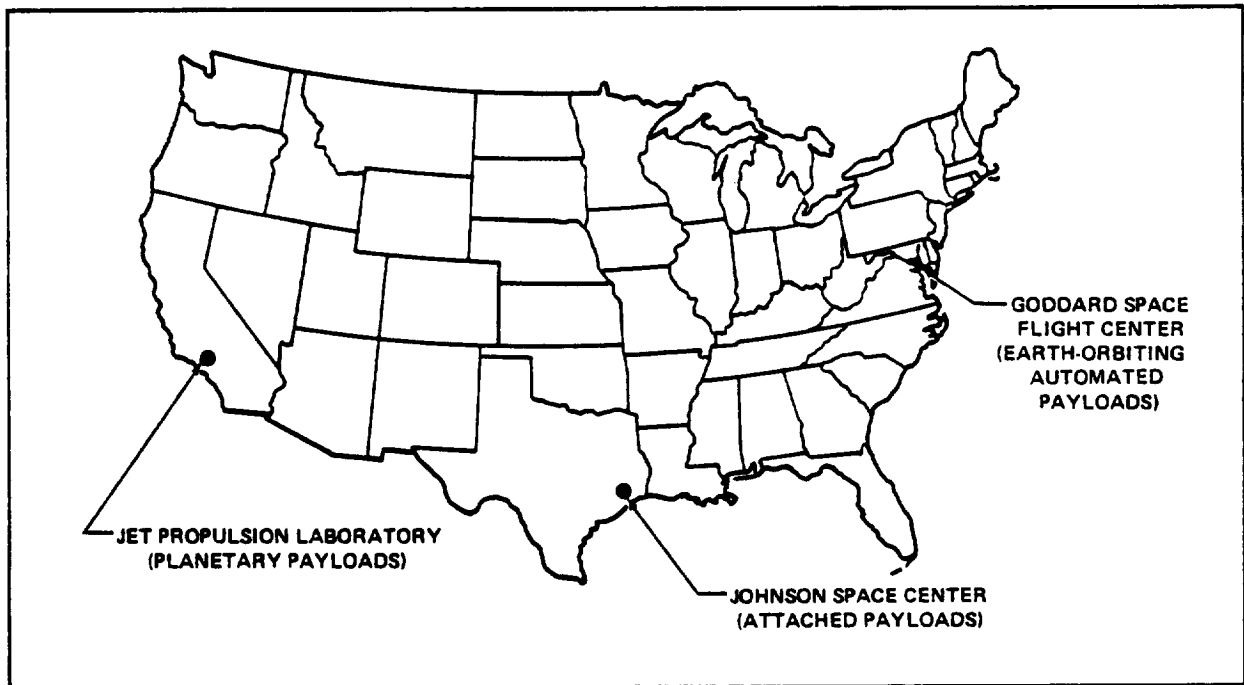 GODDARD SPACE
FLIGHT CENTER
(EARTH-ORBITING
AUTOMATED
PAYLOADS)
JET PROPULSION LABORATORY
(PLANETARY PAYLOADS)
JOHNSON SPACE CENTER
(ATTACHED PAYLOADS)